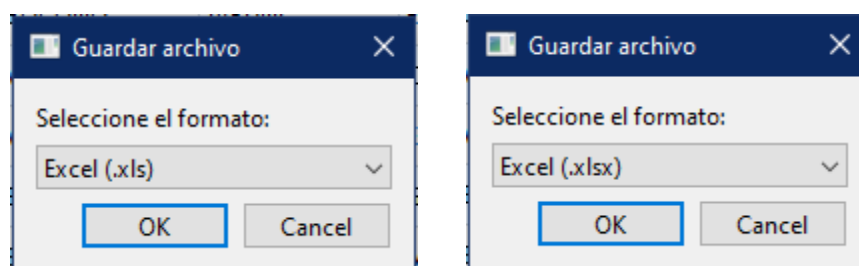 Guardar archivo
Seleccione el formato:
Excel (.xls)
OK Cancel
Guardar archivo
Seleccione el formato:
Excel (.xlsx)
OK Cancel